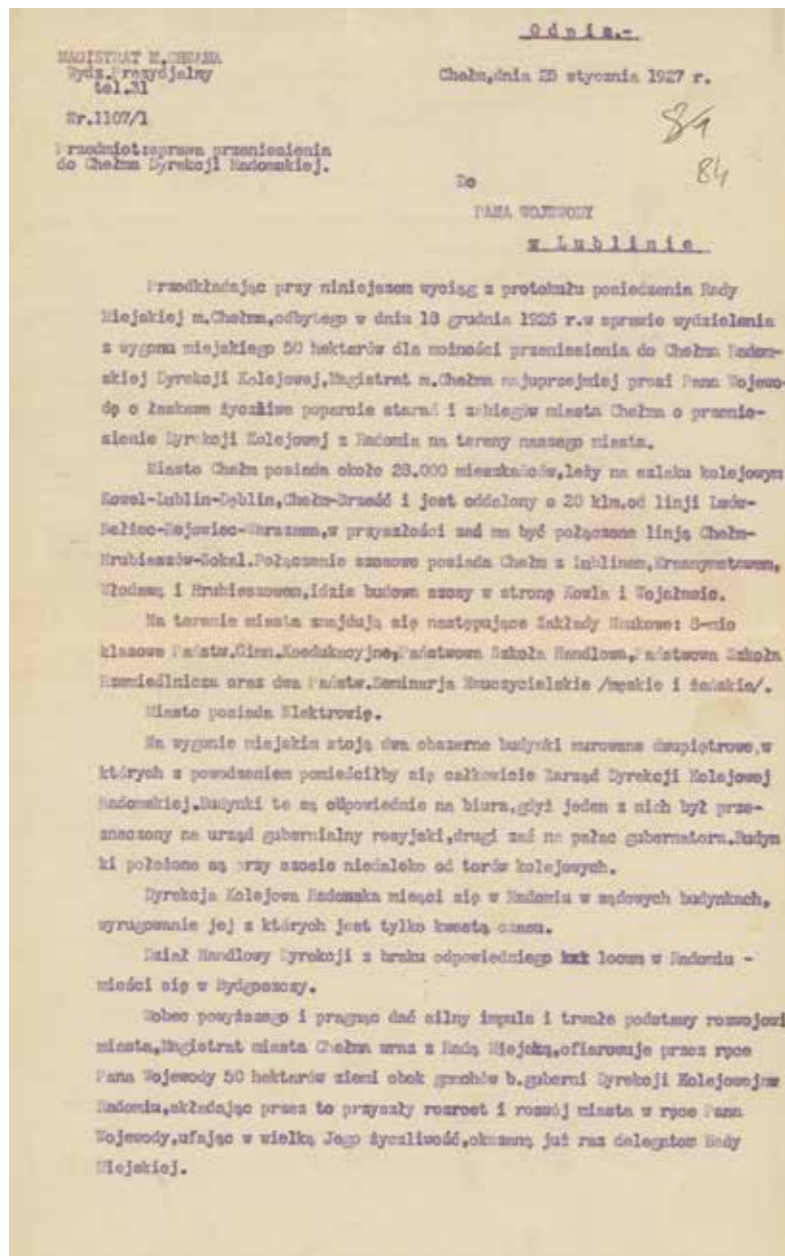 Odpis.-
MAGISTRAT M.CHEŁMA
Wydz.Prezydjalny
tel.31
Chełm,dnia 25 stycznia 1927 r.
Nr.1107/1
81
84
Przedmiot:sprawa przeniesienia
do Chełma Dyrekcji Radomskiej.
Do
PANA WOJEWODY
w Lublinie
Przedkładając przy niniejszem wyciąg z protokułu posiedzenia Rady
Miejskiej m.Chełma,odbytego w dniu 18 grudnia 1926 r.w sprawie wydzielenia
z wygonu miejskiego 50 hektarów dla możności przeniesienia do Chełma Radom-
skiej Dyrekcji Kolejowej,Magistrat m.Chełma najuprzejmiej prosi Pana Wojewo-
dę o łaskawe życzliwe poparcie starań i zabiegów miasta Chełma o przenie-
sienie Dyrekcji Kolejowej z Radomia na tereny naszego miasta.
Miasto Chełm posiada około 28.000 mieszkańców,leży na szlaku kolejowym
Kowel-Lublin-Dęblin,Chełm-Brześć i jest oddalony o 20 klm.od linji Lwów-
Bełżec-Rejowiec-Warszawa,w przyszłości zaś ma być połączone linją Chełm-
Hrubieszów-Sokal.Połączenie szosowe posiada Chełm z Lublinem,Krasnymstawem,
Włodawą i Hrubieszowem,idzie budowa szosy w stronę Kowla i Wojsławic.
Na terenie miasta znajdują się następujące Zakłady Naukowe: 8-mio
klasowe Państw.Gimn.Koedukacyjne,Państwowa Szkoła Handlowa,Państwowa Szkoła
Rzemieślnicza oraz dwa Państw.Seminarja Nauczycielskie /męskie i żeńskie/.
Miasto posiada Elektrowię.
Na wygonie miejskim stoją dwa obszerne budynki murowane dwupiętrowe,w
których z powodzeniem pomieściłby się całkowicie Zarząd Dyrekcji Kolejowej
Radomskiej.Budynki te są odpowiednie na biura,gdyż jeden z nich był prze-
znaczony na urząd gubernialny rosyjski,drugi zaś na pałac gubernatora.Budyn
ki położone są przy szosie niedaleko od torów kolejowych.
Dyrekcja Kolejowa Radomska mieści się w Radomiu w sądowych budynkach,
wyrugowanie jej z których jest tylko kwestą czasu.
Dział Handlowy Dyrekcji z braku odpowiedniego locum w Radomiu -
mieści się w Bydgoszczy.
Wobec powyższego i pragnąc dać silny impuls i trwałe podstawy rozwojowi
miasta,Magistrat miasta Chełma wraz z Radą Miejską,ofiarowuje przez ręce
Pana Wojewody 50 hektarów ziemi obok gmachów b.guberni Dyrekcji Kolejowejzw
Radomiu,składając przez to przyszły rozrost i rozwój miasta w ręce Pana
Wojewody,ufając w wielką Jego życzliwość,okazaną już raz delegatom Rady
Miejskiej.